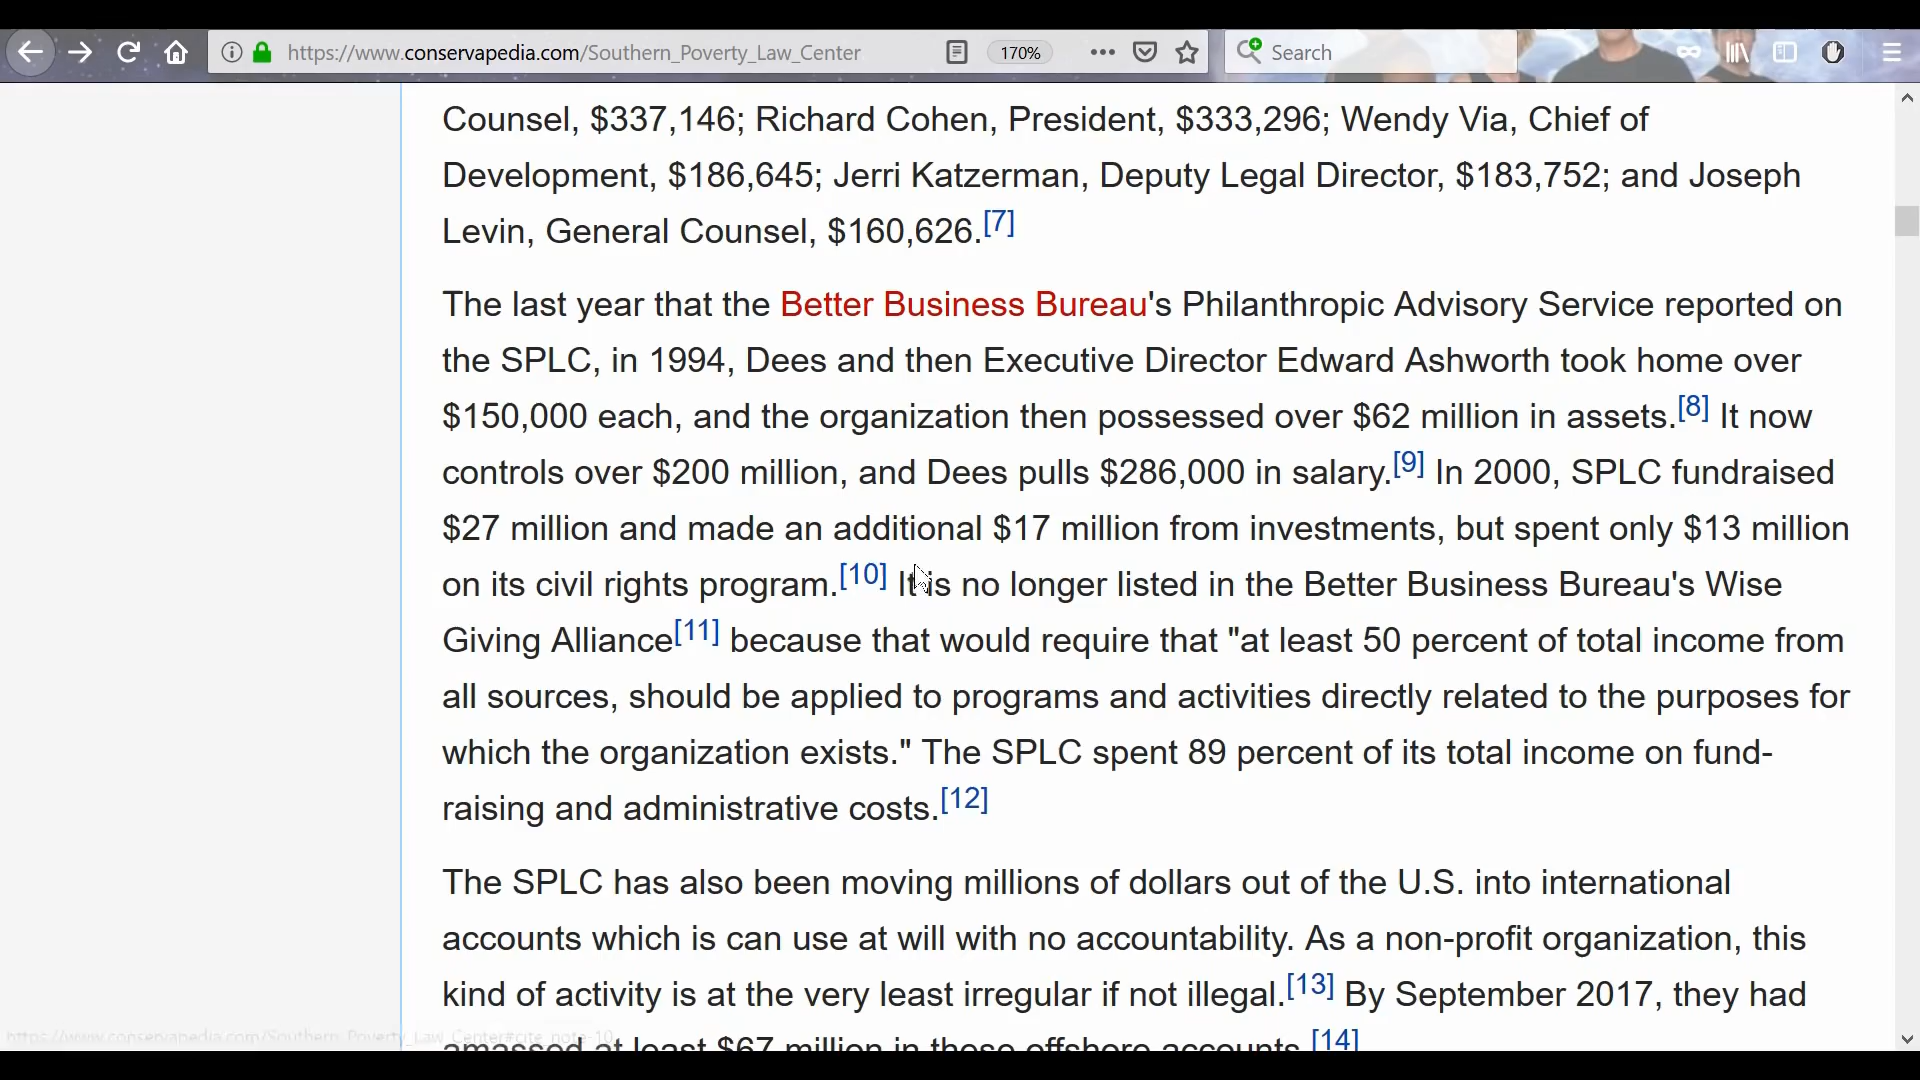 https://www.conservapedia.com/Southern_Poverty_Law_Center
170%
Search
Counsel, $337,146; Richard Cohen, President, $333,296; Wendy Via, Chief of
Development, $186,645; Jerri Katzerman, Deputy Legal Director, $183,752; and Joseph
Levin, General Counsel, $160,626.[7]
The last year that the Better Business Bureau's Philanthropic Advisory Service reported on
the SPLC, in 1994, Dees and then Executive Director Edward Ashworth took home over
$150,000 each, and the organization then possessed over $62 million in assets.[8] It now
controls over $200 million, and Dees pulls $286,000 in salary.[9] In 2000, SPLC fundraised
$27 million and made an additional $17 million from investments, but spent only $13 million
on its civil rights program.[10] It is no longer listed in the Better Business Bureau's Wise
Giving Alliance[11] because that would require that "at least 50 percent of total income from
all sources, should be applied to programs and activities directly related to the purposes for
which the organization exists." The SPLC spent 89 percent of its total income on fund-
raising and administrative costs.[12]
The SPLC has also been moving millions of dollars out of the U.S. into international
accounts which is can use at will with no accountability. As a non-profit organization, this
kind of activity is at the very least irregular if not illegal.[13] By September 2017, they had
amassed at least $67 million in these offshore accounts.[14]
https://www.conservapedia.com/Southern_Poverty_Law_Center#cite_note-10